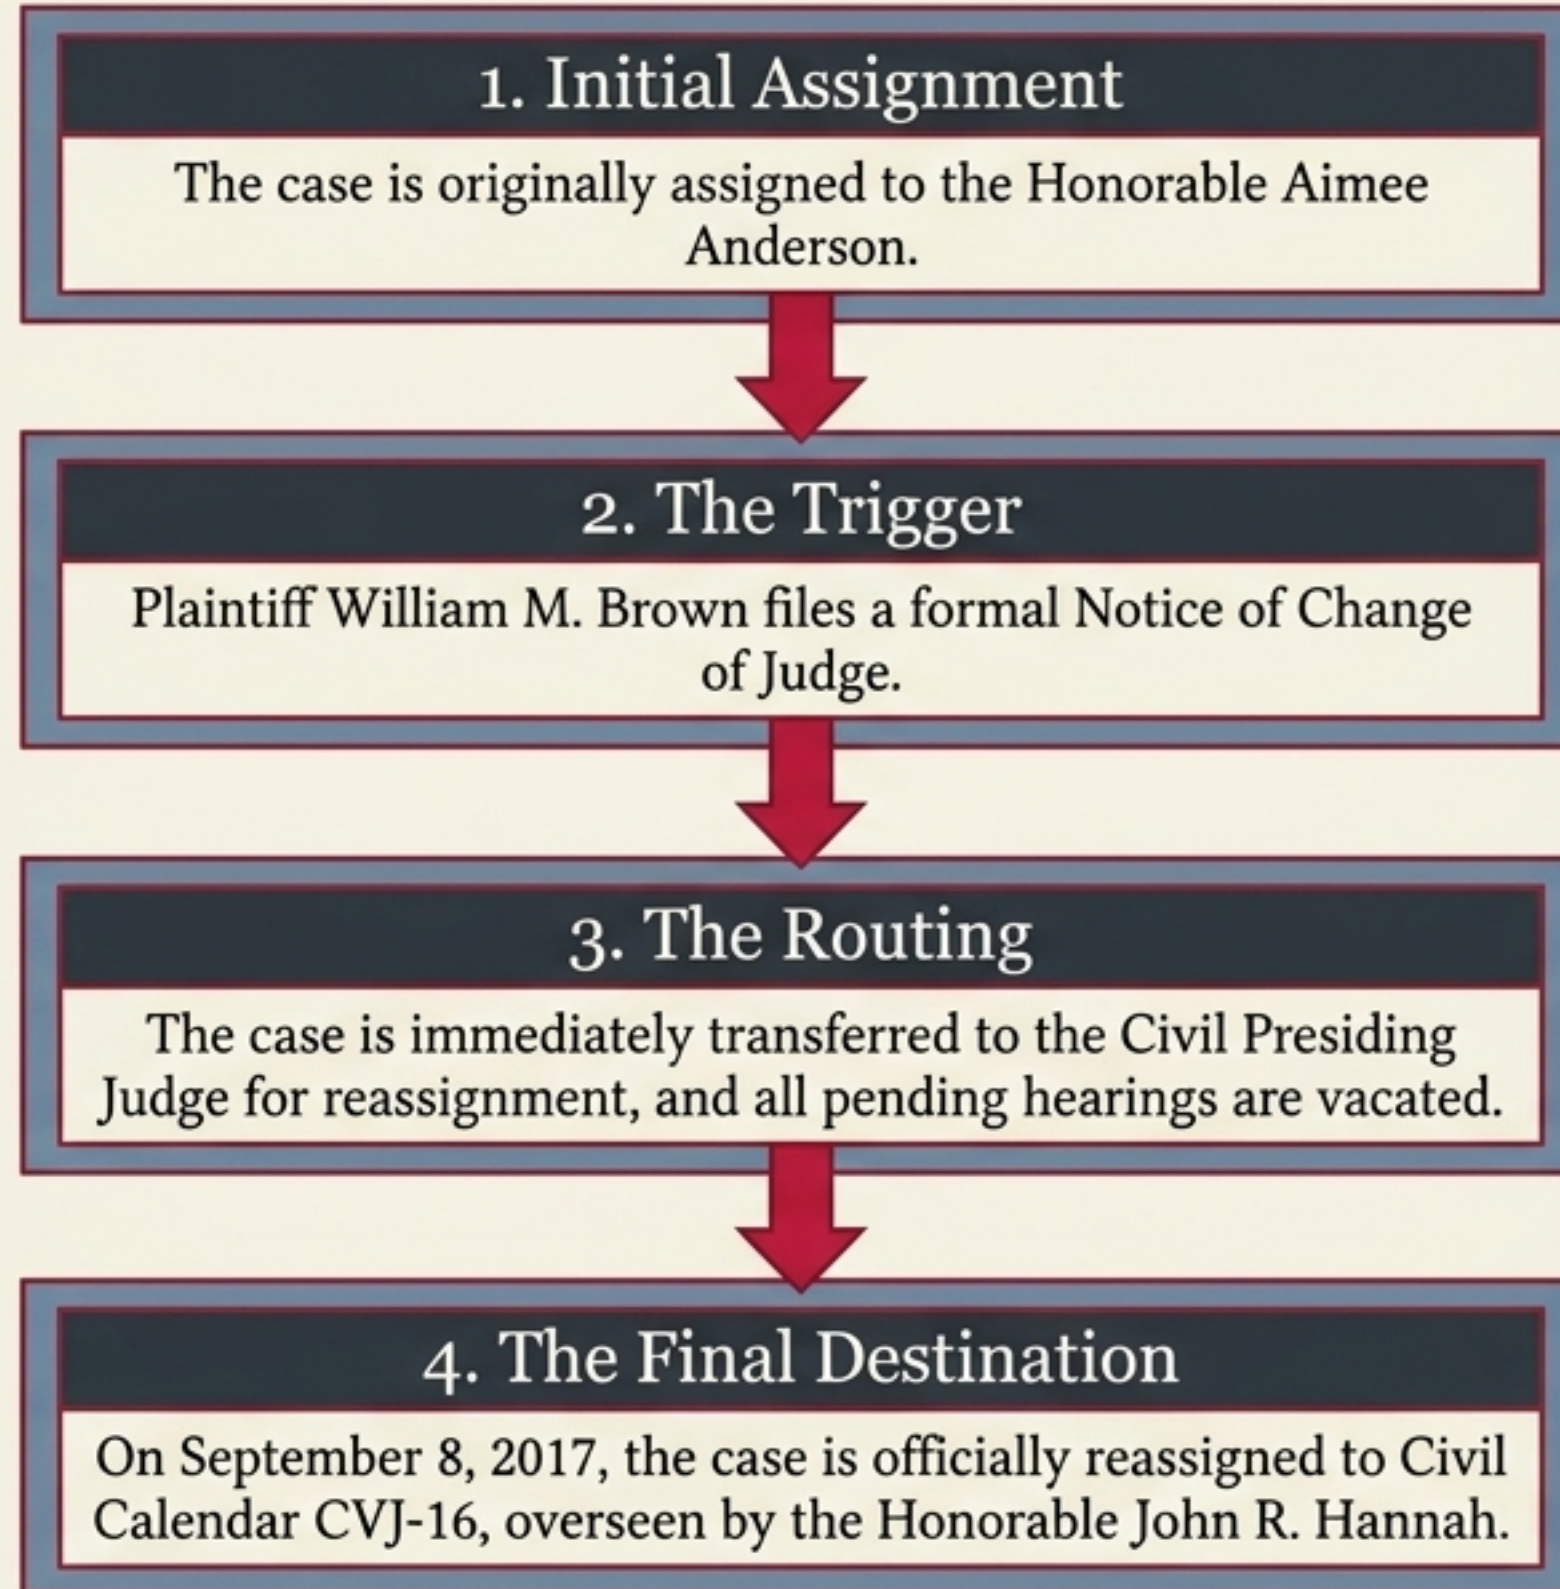 1. Initial Assignment
The case is originally assigned to the Honorable Aimee
Anderson.
2. The Trigger
Plaintiff William M. Brown files a formal Notice of Change
of Judge.
3. The Routing
The case is immediately transferred to the Civil Presiding
Judge for reassignment, and all pending hearings are vacated.
4. The Final Destination
On September 8, 2017, the case is officially reassigned to Civil
Calendar CVJ-16, overseen by the Honorable John R. Hannah.